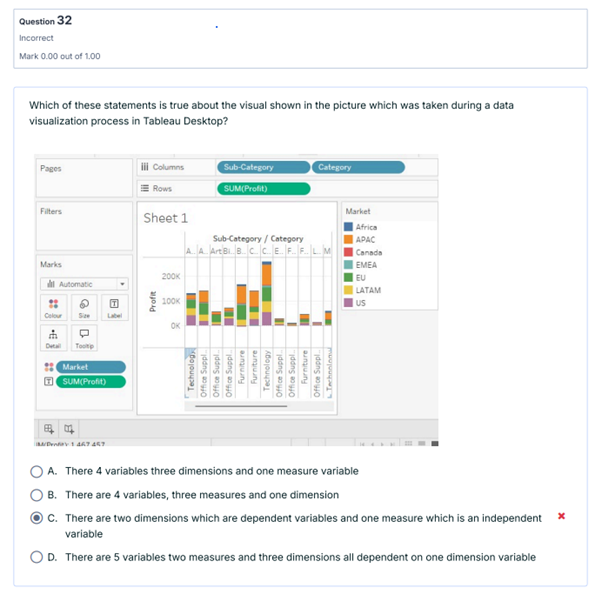 Question 32
Incorrect
Mark 0.00 out of 1.00
Which of these statements is true about the visual shown in the picture which was taken during a data
visualization process in Tableau Desktop?
Pages
Columns
Sub-Category
Category
Rows
SUM(Profit)
Filters
Sheet 1
Market
Africa
APAC
Canada
EMEA
EU
LATAM
US
Sub-Category / Category
A.. A.. Art Bi.. B.. C.. C.. E.. F.. F.. L.. M
200K
100K
0K
Profit
Technology
Office Suppl..
Office Suppl..
Office Suppl..
Furniture
Furniture
Technology
Office Suppl..
Office Suppl..
Furniture
Office Suppl..
Technology
Marks
Automatic
Colour
Size
Label
Detail
Tooltip
Market
SUM(Profit)
M(Profit): 1,467,457
A. There 4 variables three dimensions and one measure variable
B. There are 4 variables, three measures and one dimension
C. There are two dimensions which are dependent variables and one measure which is an independent
variable
D. There are 5 variables two measures and three dimensions all dependent on one dimension variable